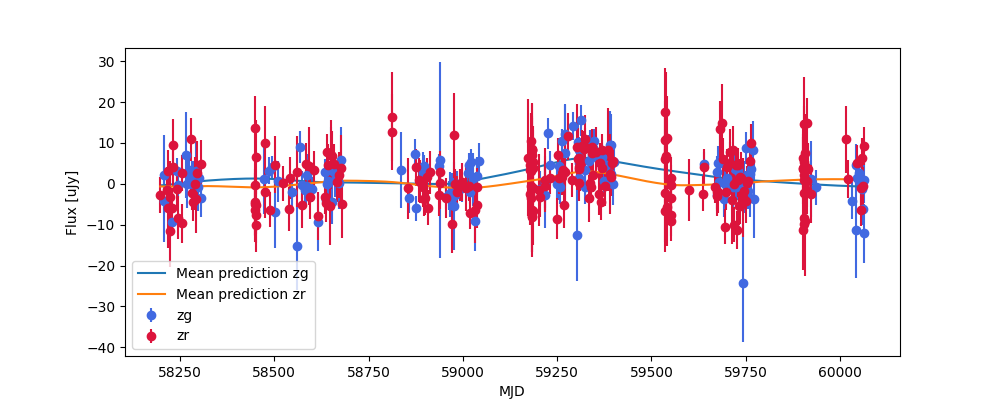 30
20
10
0
−10
−20
−30
−40
Flux [uJy]
Mean prediction zg
Mean prediction zr
zg
zr
58250 58500 58750 59000 59250 59500 59750 60000
MJD